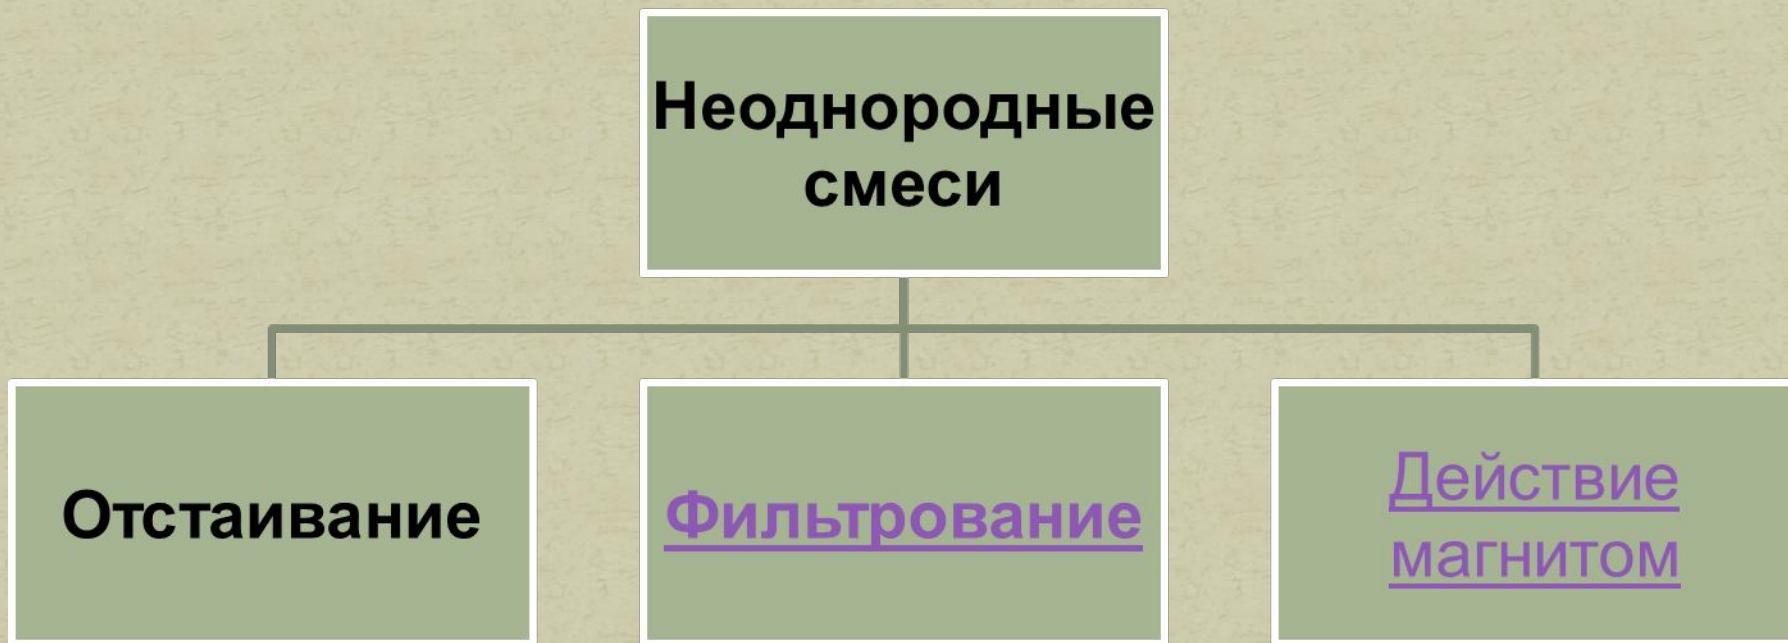 Неоднородные
смеси
Отстаивание
Фильтрование
Действие
магнитом